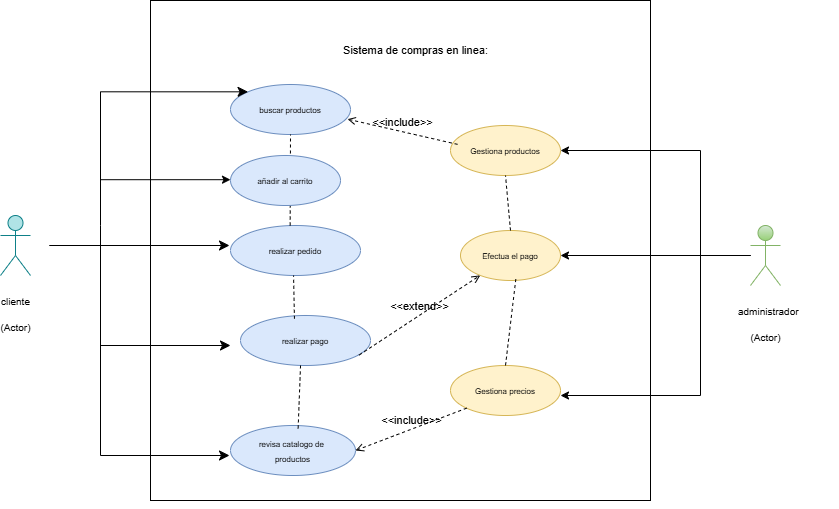 Sistema de compras en linea:
buscar productos
<<include>>
Gestiona productos
añadir al carrito
realizar pedido
Efectua el pago
cliente
(Actor)
<<extend>>
administrador
(Actor)
realizar pago
Gestiona precios
<<include>>
revisa catalogo de
productos